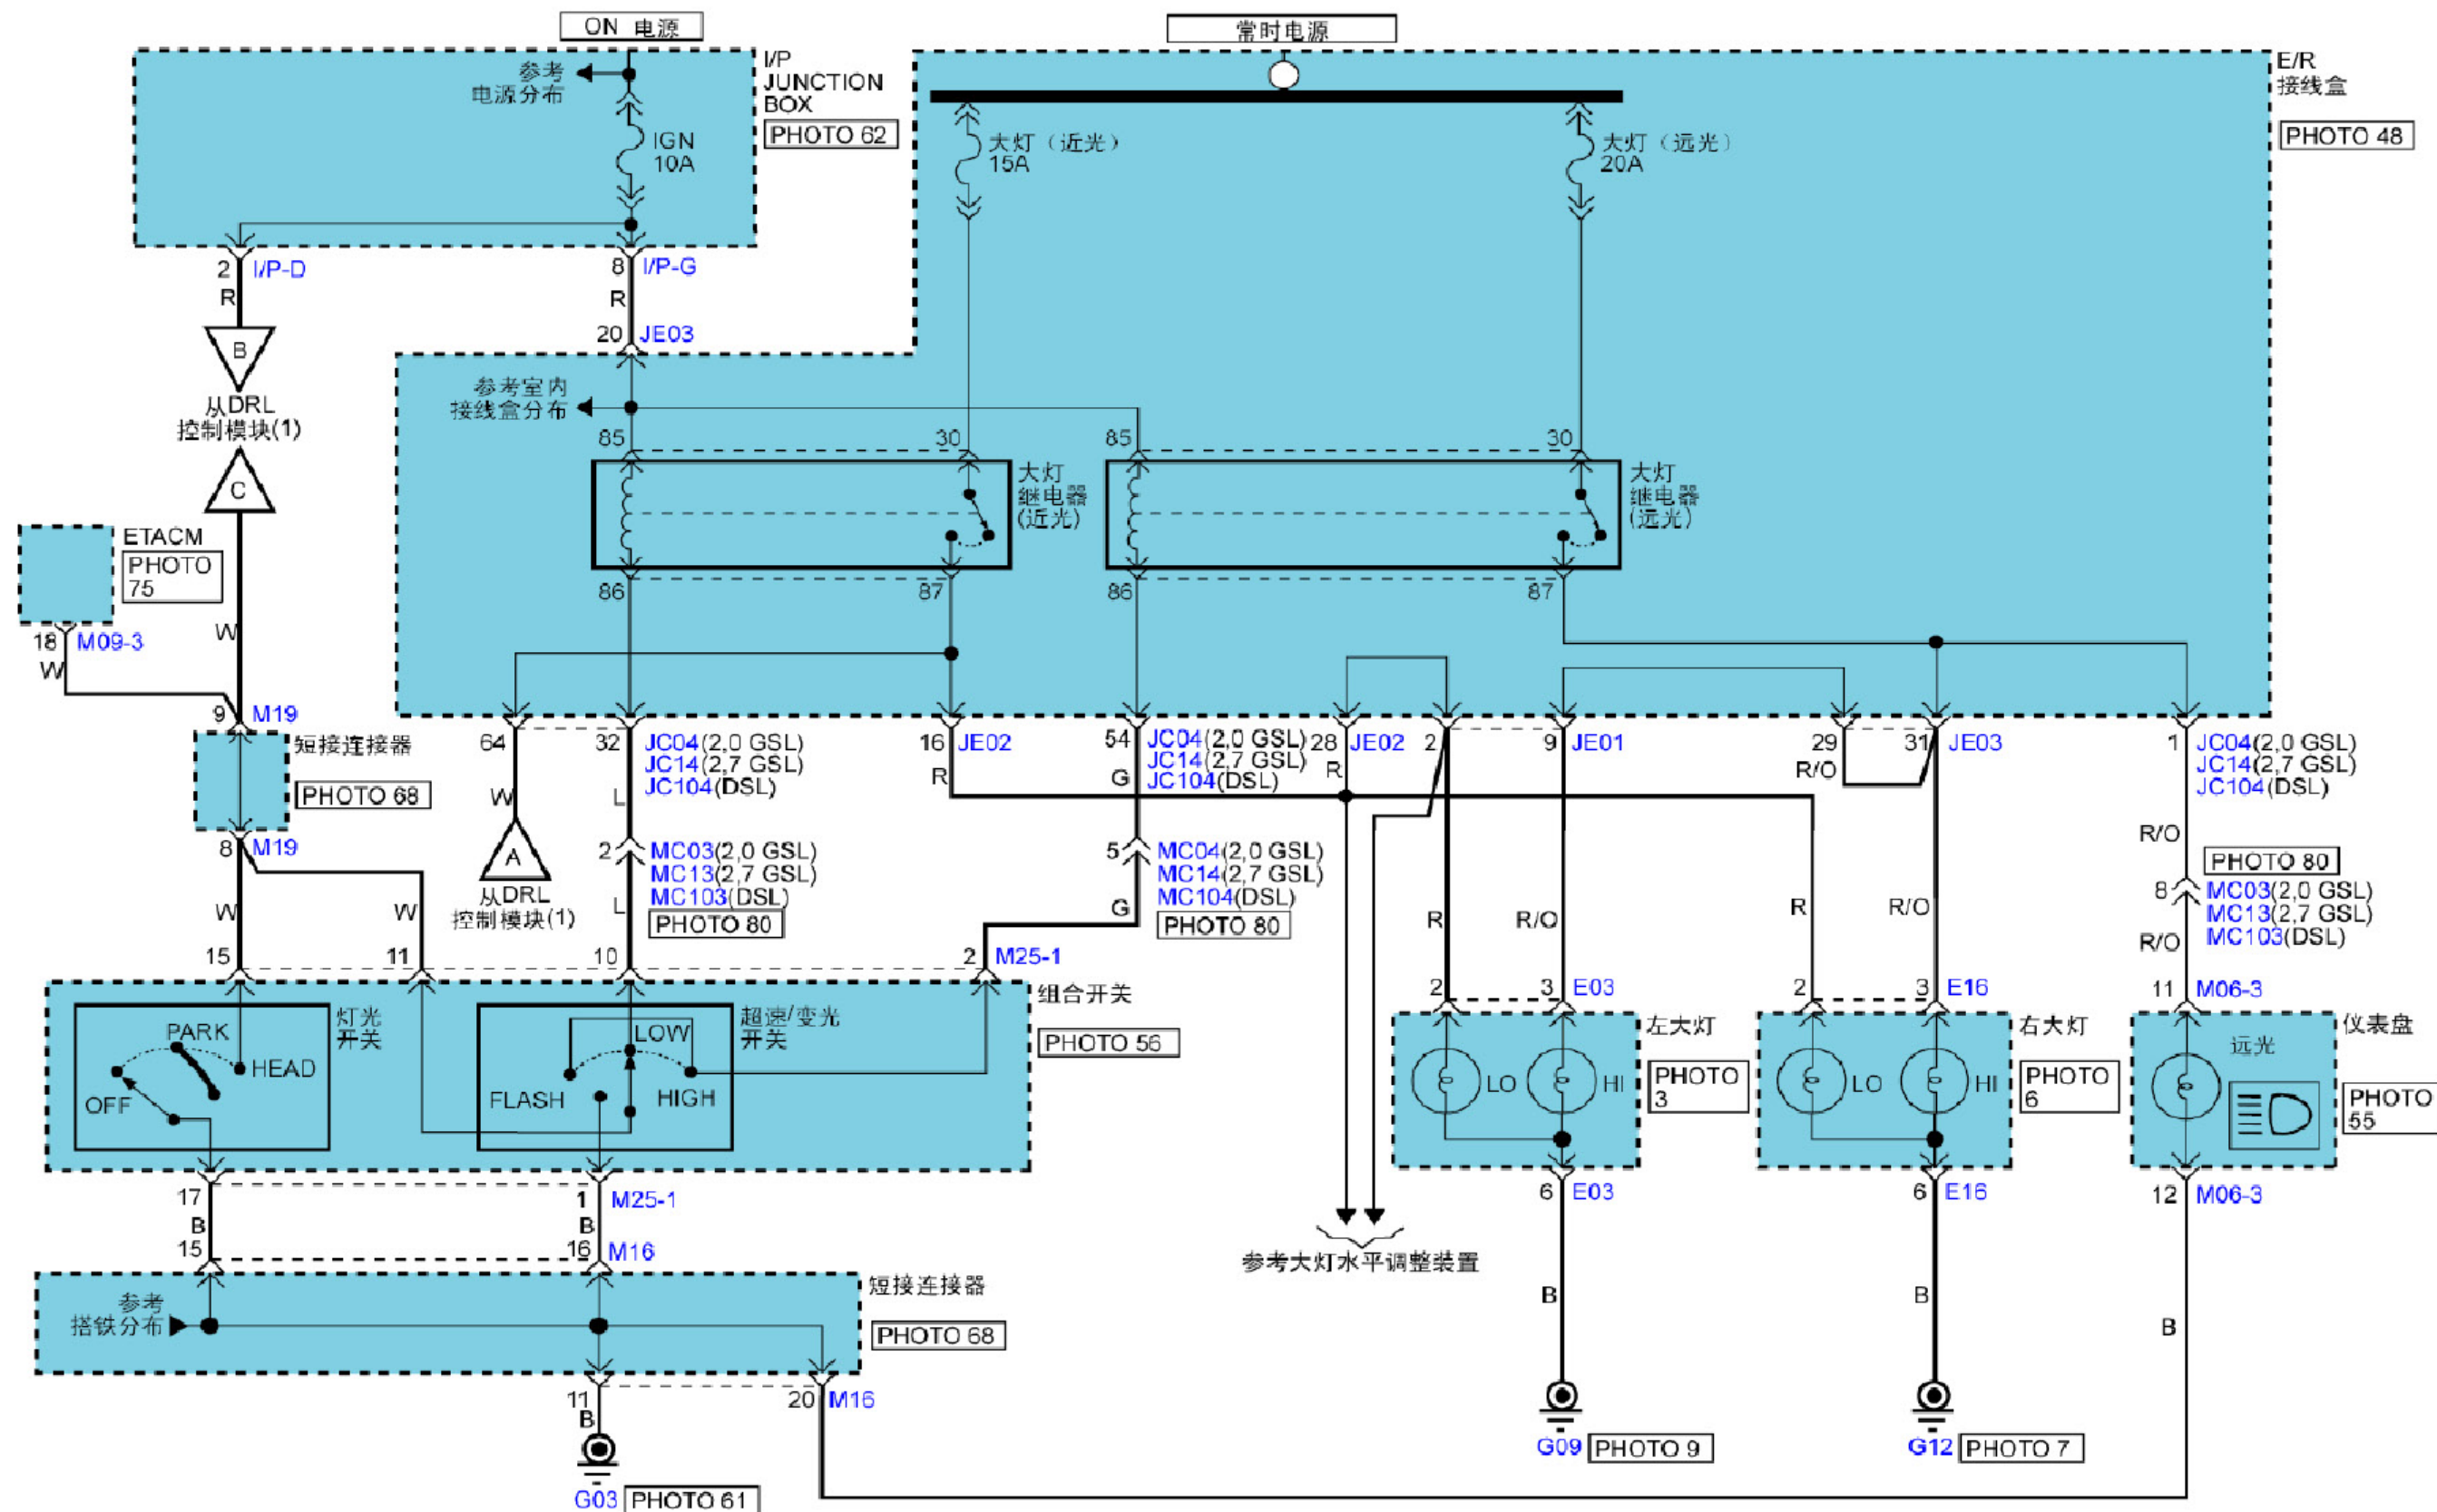 ON 电源
常时电源
参考
电源分布
IGN
10A
I/P
JUNCTION
BOX
PHOTO 62
大灯（近光）
15A
大灯（远光）
20A
E/R
接线盒
PHOTO 48
2 I/P-D
R
8 I/P-G
R
20 JE03
B
从DRL
控制模块(1)
C
参考室内
接线盒分布
85
30
85
30
大灯
继电器
(近光)
大灯
继电器
(远光)
86
87
86
87
ETACM
PHOTO
75
18 M09-3
W
W
9 M19
短接连接器
PHOTO 68
8 M19
W
W
64
W
A
从DRL
控制模块(1)
32 JC04(2,0 GSL)
JC14(2,7 GSL)
JC104(DSL)
L
2 MC03(2,0 GSL)
MC13(2,7 GSL)
MC103(DSL)
L
PHOTO 80
16 JE02
R
54 JC04(2,0 GSL)
JC14(2,7 GSL)
JC104(DSL)
G
5 MC04(2,0 GSL)
MC14(2,7 GSL)
MC104(DSL)
G
PHOTO 80
28 JE02 2
R
9 JE01
29
R/O
31 JE03
1 JC04(2,0 GSL)
JC14(2,7 GSL)
JC104(DSL)
R/O
PHOTO 80
8 MC03(2,0 GSL)
MC13(2,7 GSL)
MC103(DSL)
R/O
R
R/O
R
R/O
15
11
10
2 M25-1
组合开关
PHOTO 56
灯光
开关
PARK
HEAD
OFF
超速/变光
开关
LOW
FLASH
HIGH
2
3 E03
左大灯
LO
HI
PHOTO
3
2
3 E16
右大灯
LO
HI
PHOTO
6
11 M06-3
仪表盘
远光
PHOTO
55
17
B
15
1 M25-1
B
16 M16
6 E03
6 E16
12 M06-3
参考大灯水平调整装置
参考
搭铁分布
短接连接器
PHOTO 68
B
B
B
11
B
20 M16
G03 PHOTO 61
G09 PHOTO 9
G12 PHOTO 7